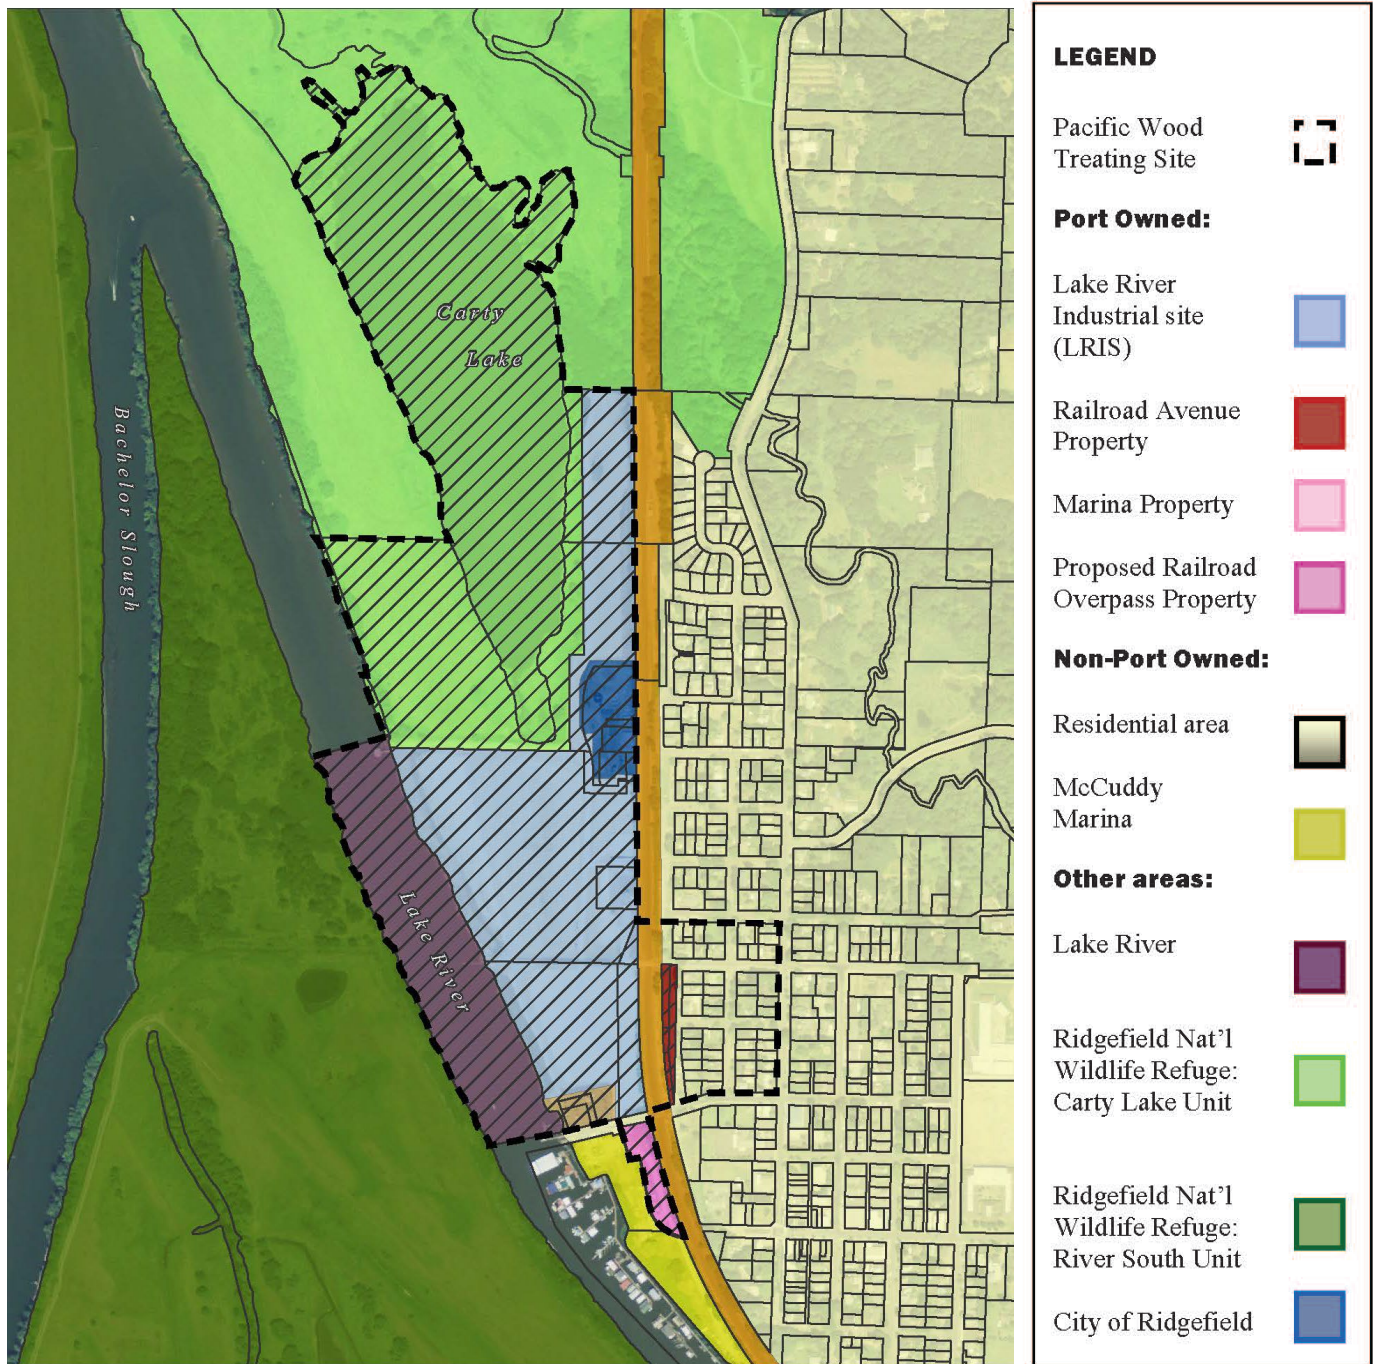 Carty
Lake
Bachelor Slough
Lake River
LEGEND
Pacific Wood
Treating Site
Port Owned:
Lake River
Industrial site
(LRIS)
Railroad Avenue
Property
Marina Property
Proposed Railroad
Overpass Property
Non-Port Owned:
Residential area
McCuddy
Marina
Other areas:
Lake River
Ridgefield Nat'l
Wildlife Refuge:
Carty Lake Unit
Ridgefield Nat'l
Wildlife Refuge:
River South Unit
City of Ridgefield